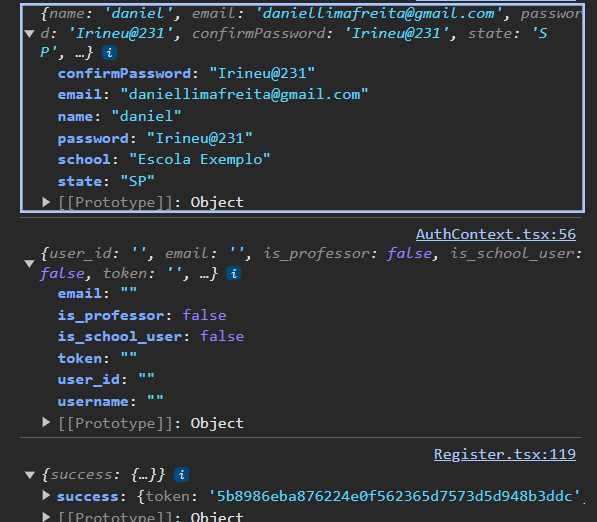 {name: 'daniel', email: 'daniellimafreita@gmail.com', passwor
d: 'Irineu@231', confirmPassword: 'Irineu@231', state: 'S
P', …} i
confirmPassword: "Irineu@231"
email: "daniellimafreita@gmail.com"
name: "daniel"
password: "Irineu@231"
school: "Escola Exemplo"
state: "SP"
[[Prototype]]: Object
AuthContext.tsx:56
{user_id: '', email: '', is_professor: false, is_school_user:
false, token: '', …} i
email: ""
is_professor: false
is_school_user: false
token: ""
user_id: ""
username: ""
[[Prototype]]: Object
Register.tsx:119
{success: {…}} i
success: {token: '5b8986eba876224e0f562365d7573d5d948b3ddc'
[[Prototype]]: Object